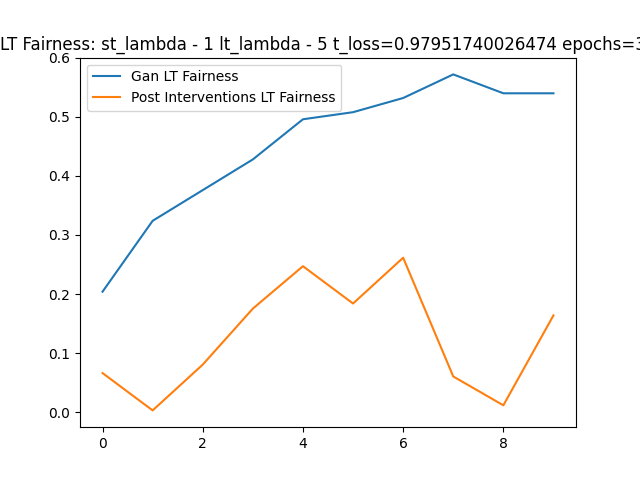 LT Fairness: st_lambda - 1 lt_lambda - 5 t_loss=0.97951740026474 epochs=3
Gan LT Fairness
Post Interventions LT Fairness
0.6
0.5
0.4
0.3
0.2
0.1
0.0
0 2 4 6 8